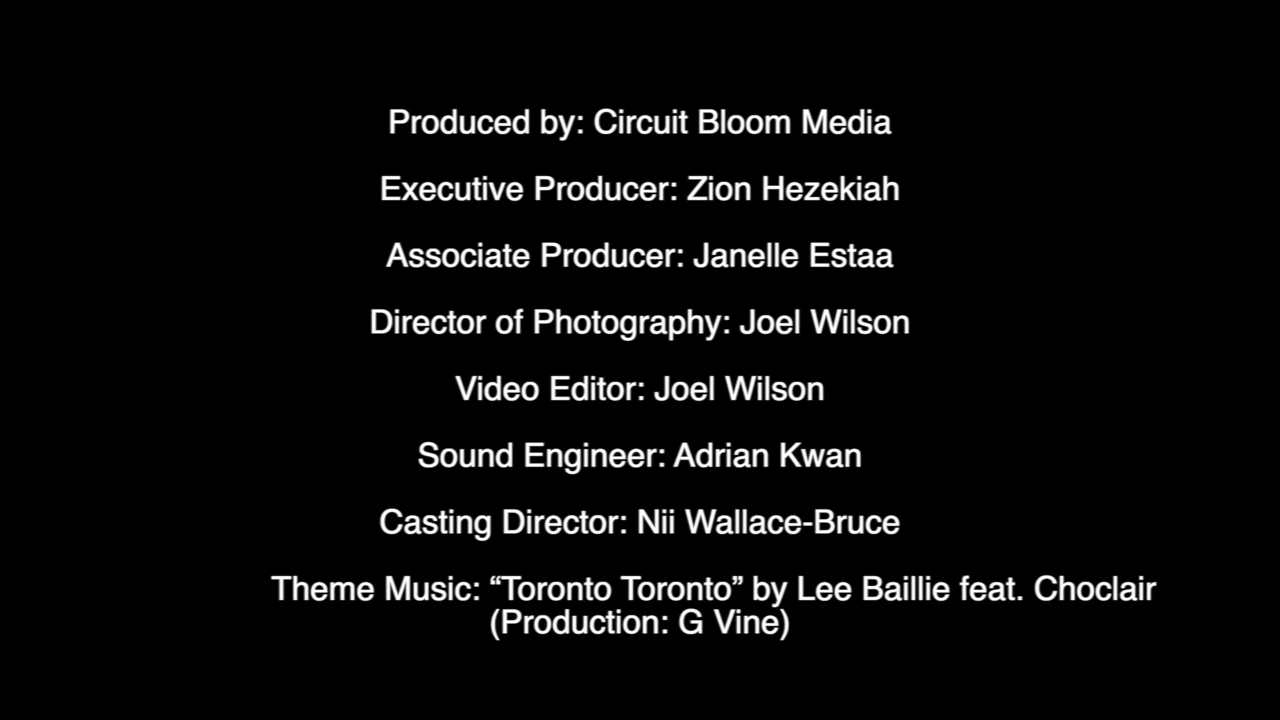 Produced by: Circuit Bloom Media
Executive Producer: Zion Hezekiah
Associate Producer: Janelle Estaa
Director of Photography: Joel Wilson
Video Editor: Joel Wilson
Sound Engineer: Adrian Kwan
Casting Director: Nii Wallace-Bruce
Theme Music: “Toronto Toronto” by Lee Baillie feat. Choclair
(Production: G Vine)